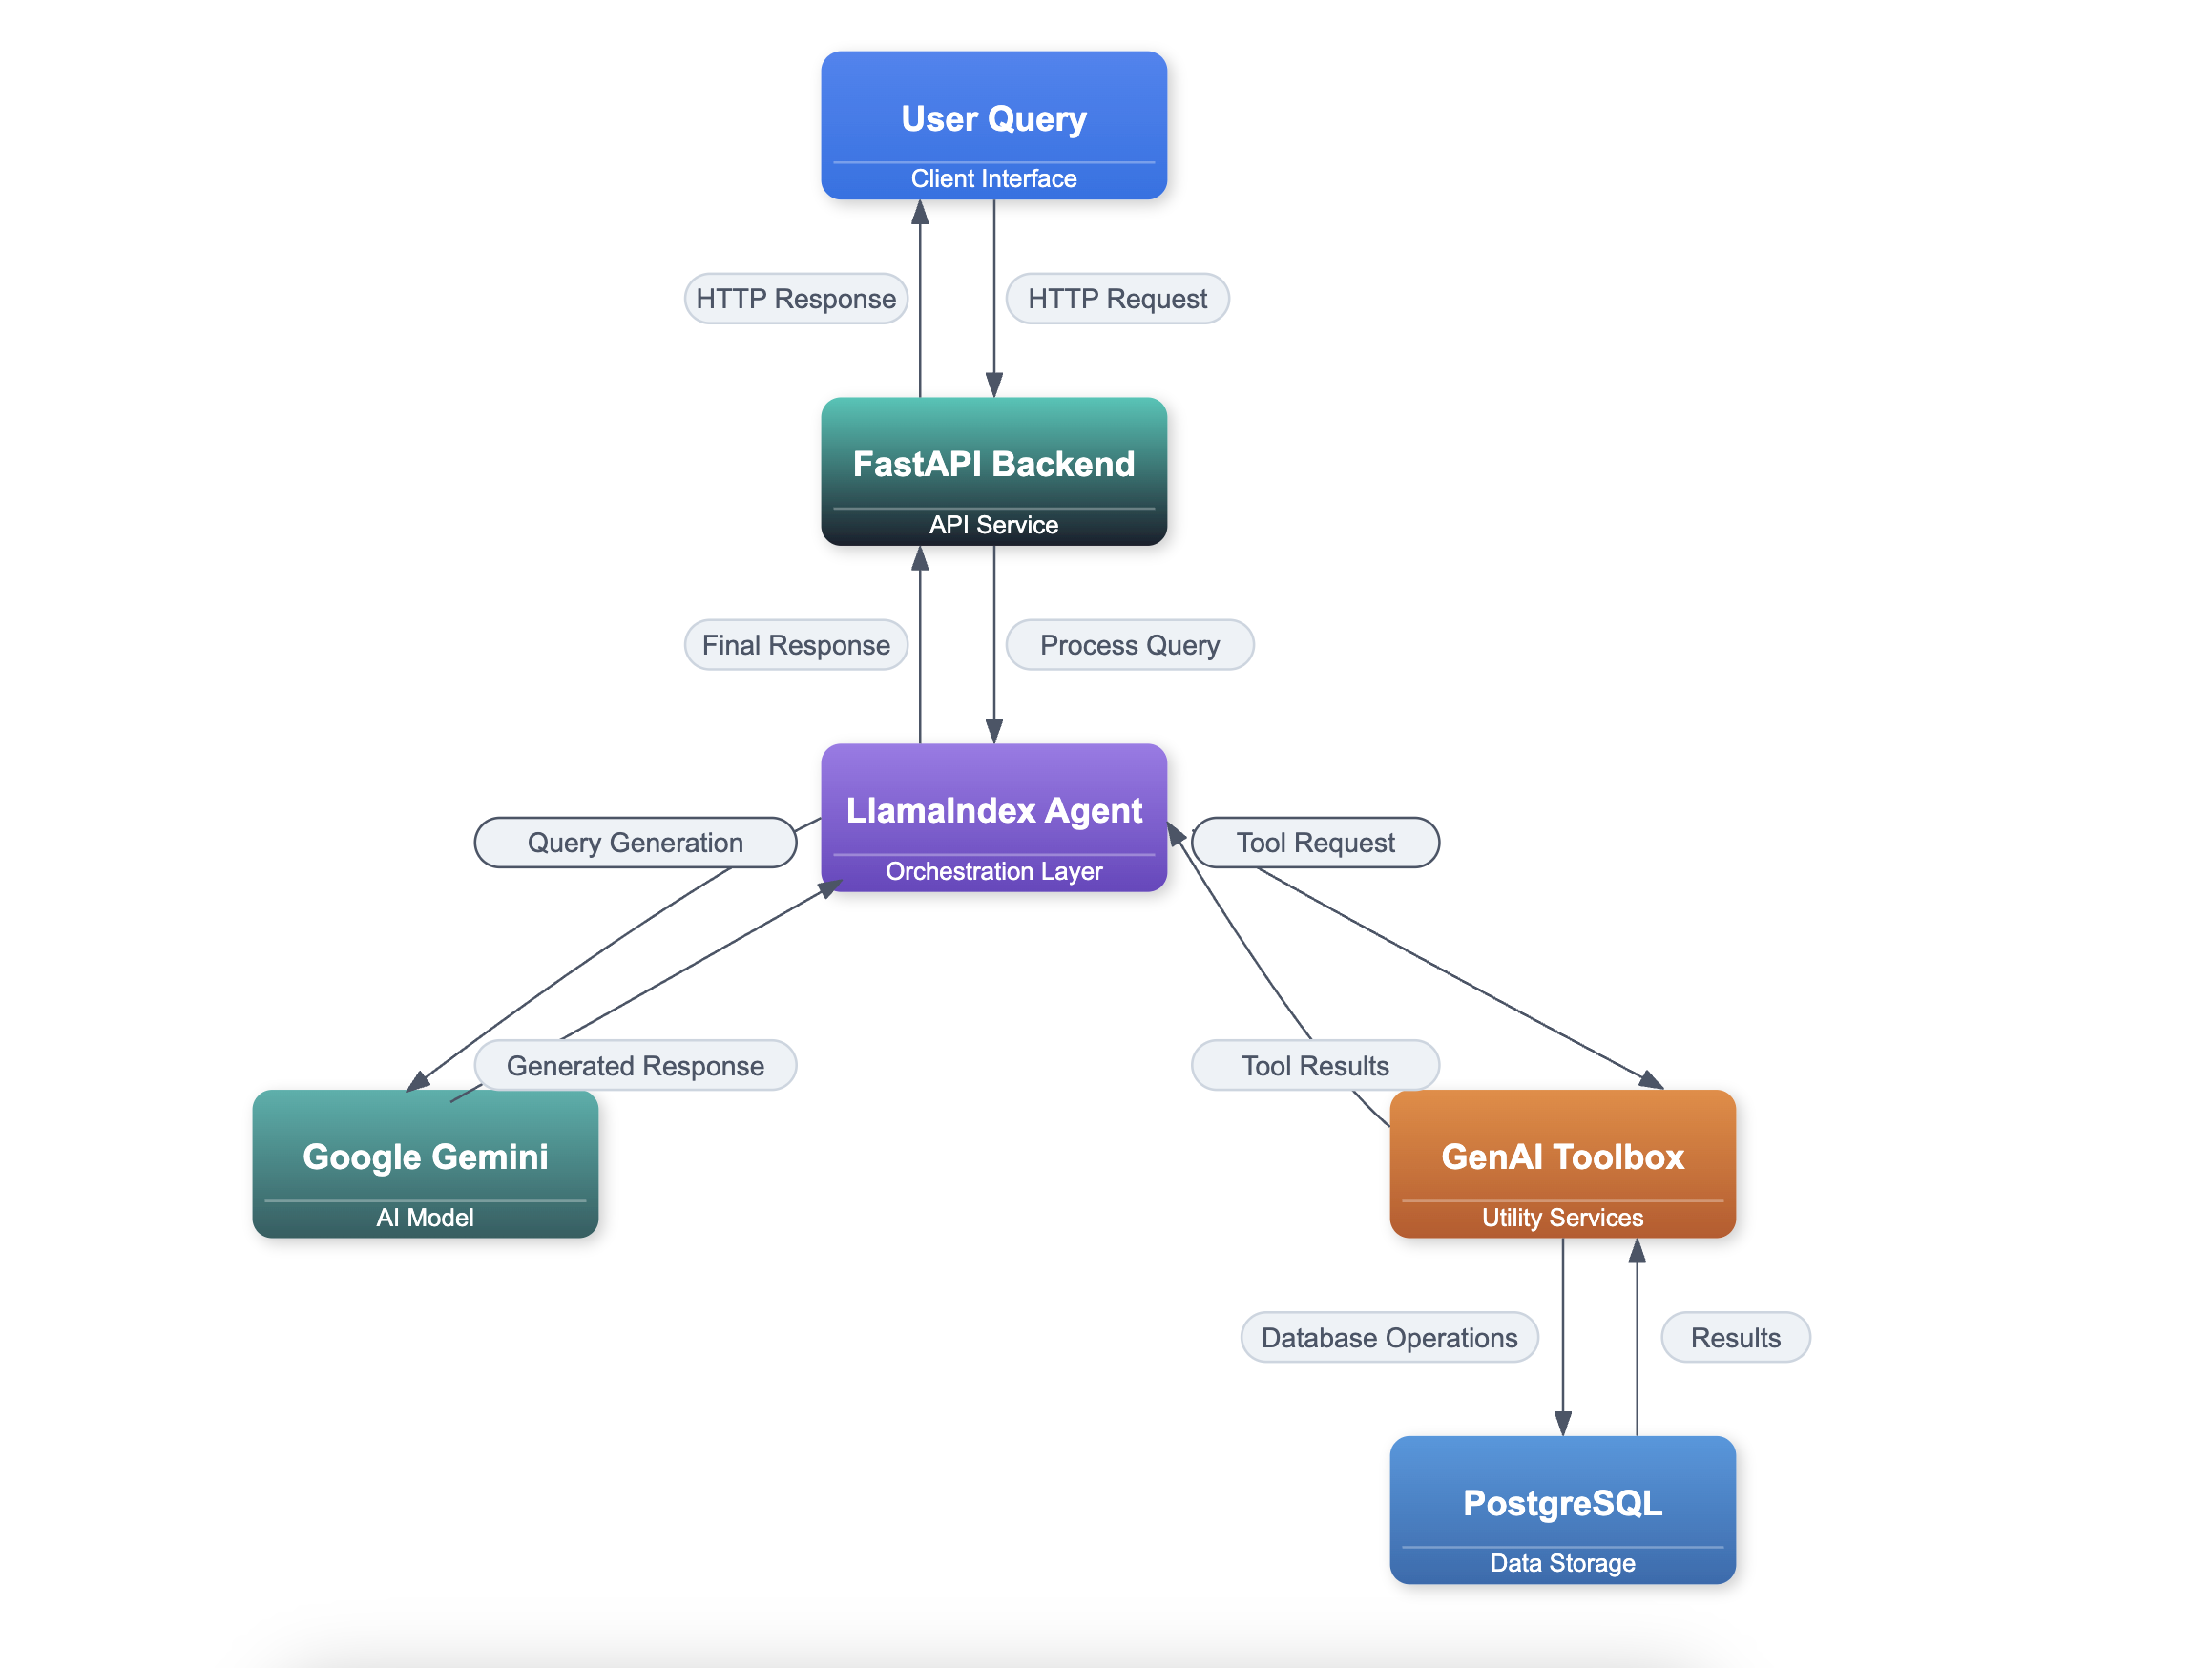 User Query
Client Interface
HTTP Response
HTTP Request
FastAPI Backend
API Service
Final Response
Process Query
LlamaIndex Agent
Orchestration Layer
Query Generation
Tool Request
Generated Response
Tool Results
Google Gemini
AI Model
GenAI Toolbox
Utility Services
Database Operations
Results
PostgreSQL
Data Storage